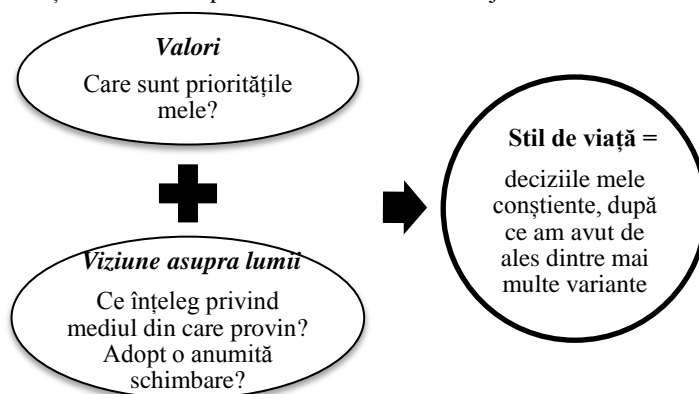 Valori
Care sunt prioritățile
mele?
Viziune asupra lumii
Ce înțeleg privind
mediul din care provin?
Adopt o anumită
schimbare?
Stil de viață =
deciziile mele
conștiente, după
ce am avut de
ales dintre mai
multe variante